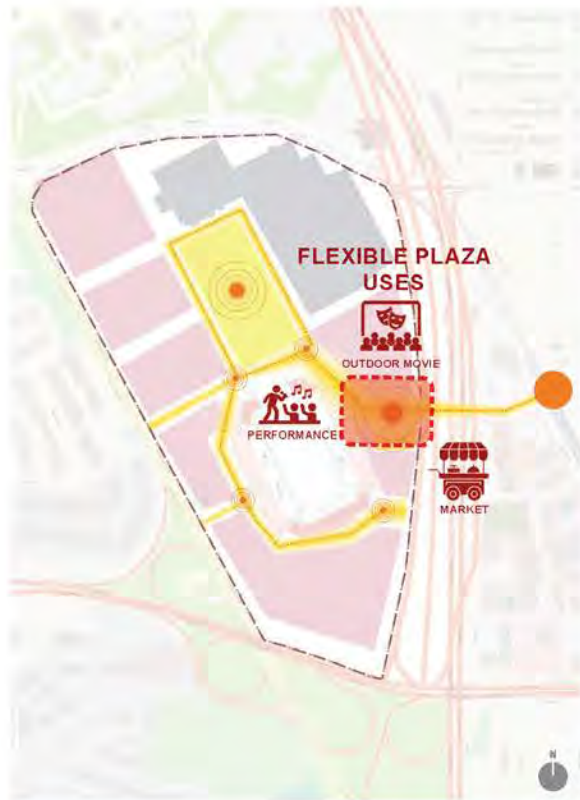 FLEXIBLE PLAZA
USES
OUTDOOR MOVIE
PERFORMANCE
MARKET
N